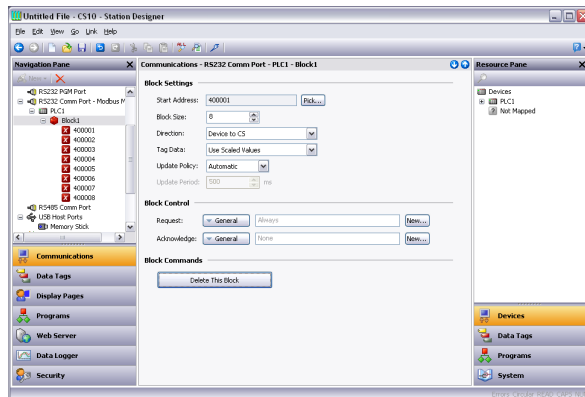 Untitled File - CS10 - Station Designer
File Edit View Go Link Help
Navigation Pane
New
RS232 PGM Port
RS232 Comm Port - Modbus M
PLC1
Block1
400001
400002
400003
400004
400005
400006
400007
400008
RS485 Comm Port
USB Host Ports
Memory Stick
Communications
Data Tags
Display Pages
Programs
Web Server
Data Logger
Security
Communications - RS232 Comm Port - PLC1 - Block1
Block Settings
Start Address: 400001 Pick...
Block Size: 8
Direction: Device to CS
Tag Data: Use Scaled Values
Update Policy: Automatic
Update Period: 500 ms
Block Control
Request: General Always New...
Acknowledge: General None New...
Block Commands
Delete This Block
Resource Pane
Devices
PLC1
Not Mapped
Devices
Data Tags
Programs
System
Errors Circular READ CAPS